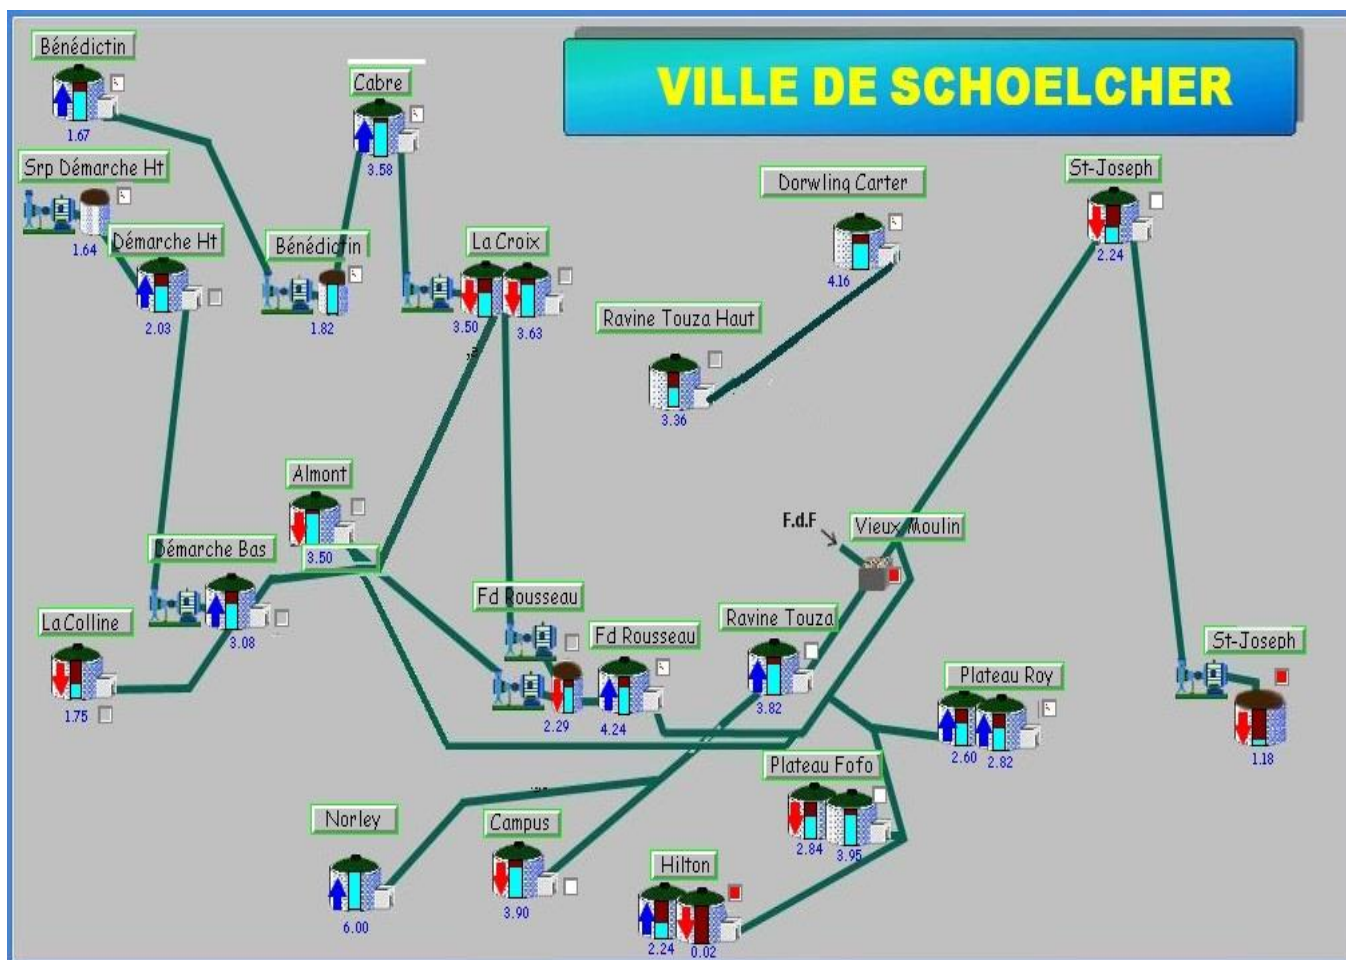 VILLE DE SCHOELCHER
Bénédictin
1.67
Cabre
3.58
Srp Démarche Ht
1.64
Démarche Ht
2.03
Bénédictin
1.82
La Croix
3.50
3.63
Dorwling Carter
4.16
Ravine Touza Haut
3.36
St-Joseph
2.24
Almont
3.50
Démarche Bas
3.08
La Colline
1.75
Fd Rousseau
2.29
Fd Rousseau
4.24
F.d.F
Vieux Moulin
Ravine Touza
3.82
Plateau Roy
2.60
2.82
St-Joseph
1.18
Plateau Fofo
2.84
3.95
Norley
6.00
Campus
3.90
Hilton
2.24
0.02